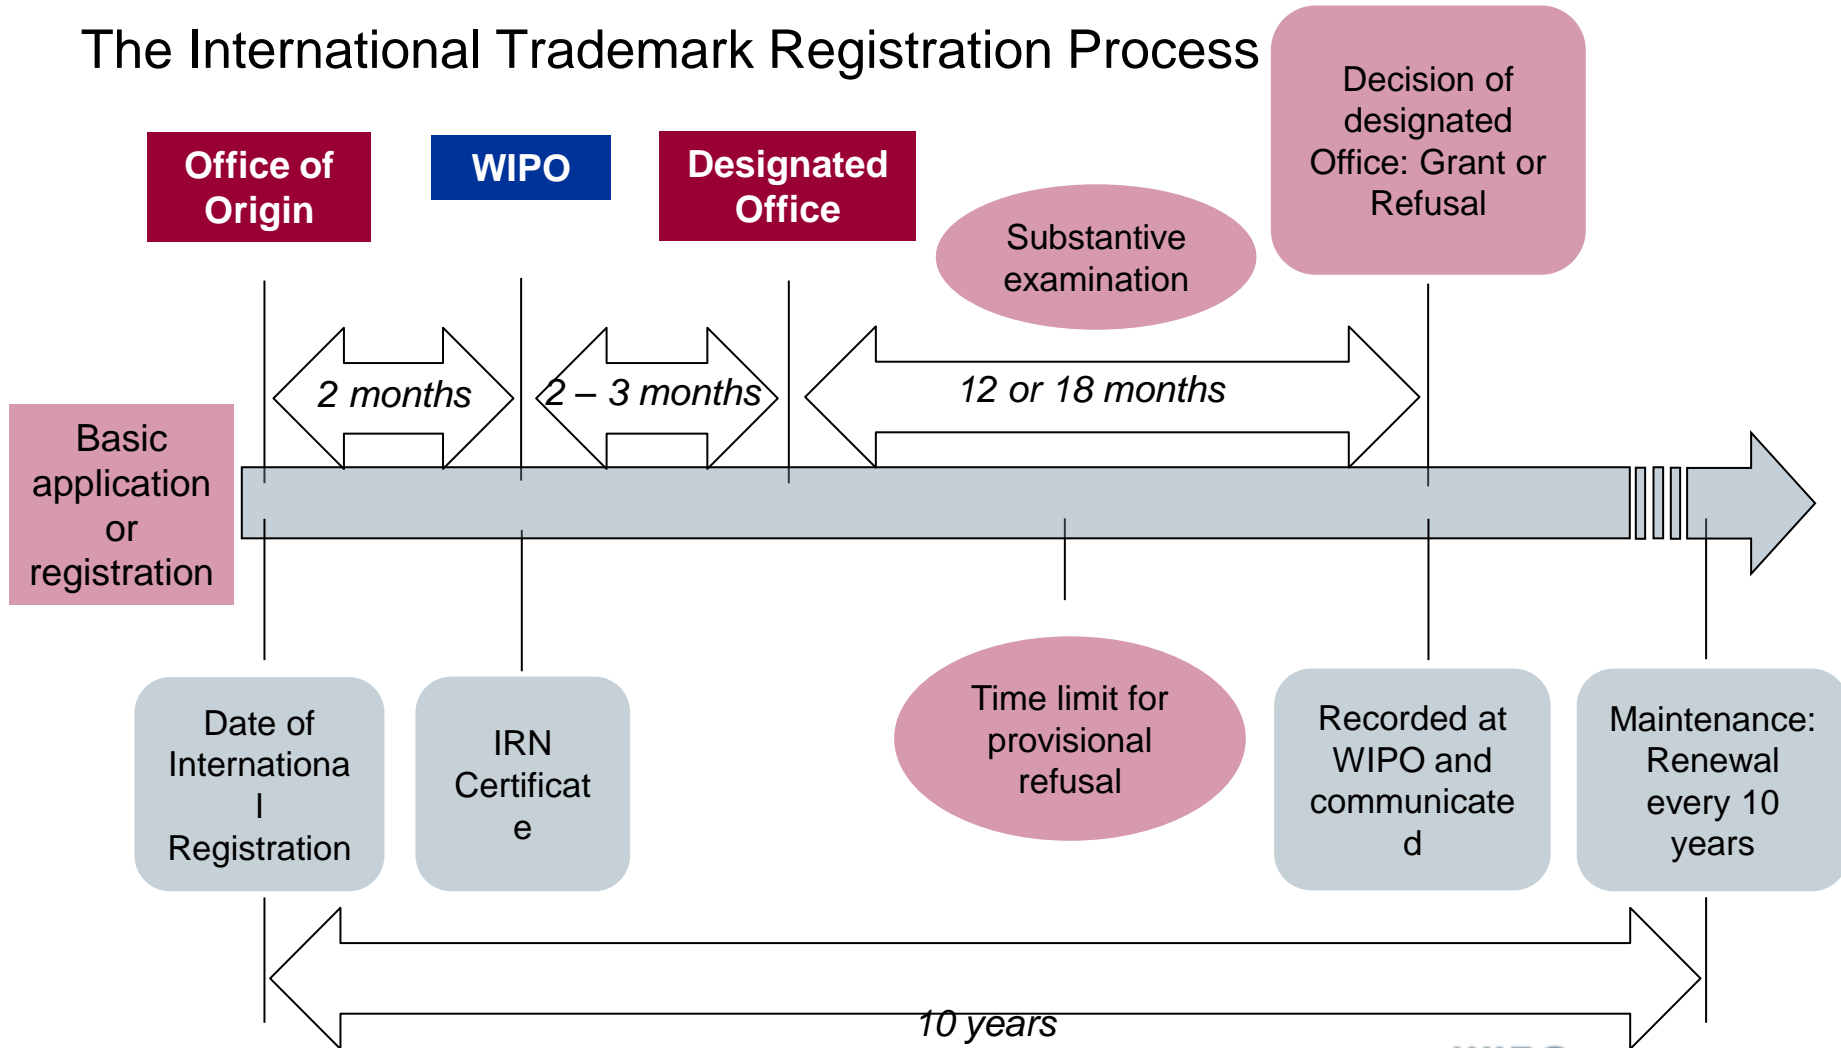 The International Trademark Registration Process
Decision of
designated
Office: Grant or
Refusal
Office of
Origin
WIPO
Designated
Office
Substantive
examination
2 months
2 – 3 months
12 or 18 months
Basic
application
or
registration
Date of
Internationa
l
Registration
IRN
Certificat
e
Time limit for
provisional
refusal
Recorded at
WIPO and
communicate
d
Maintenance:
Renewal
every 10
years
10 years